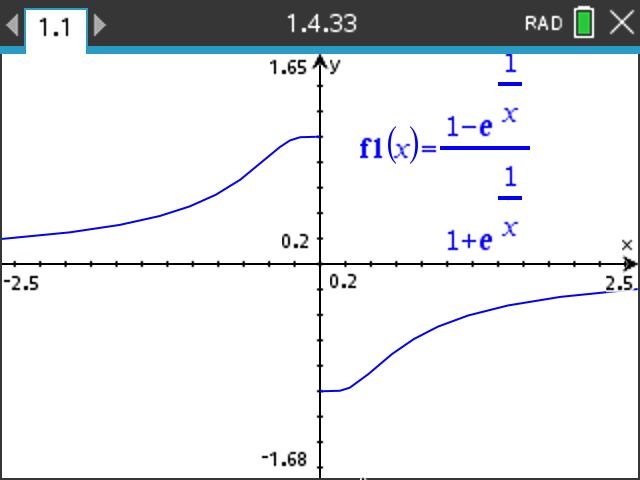 1.1 1.4.33 RAD
1.65 y
f1(x)=(1-e^(1/x))/(1+e^(1/x))
0.2 x
-2.5 0.2 2.5
-1.68